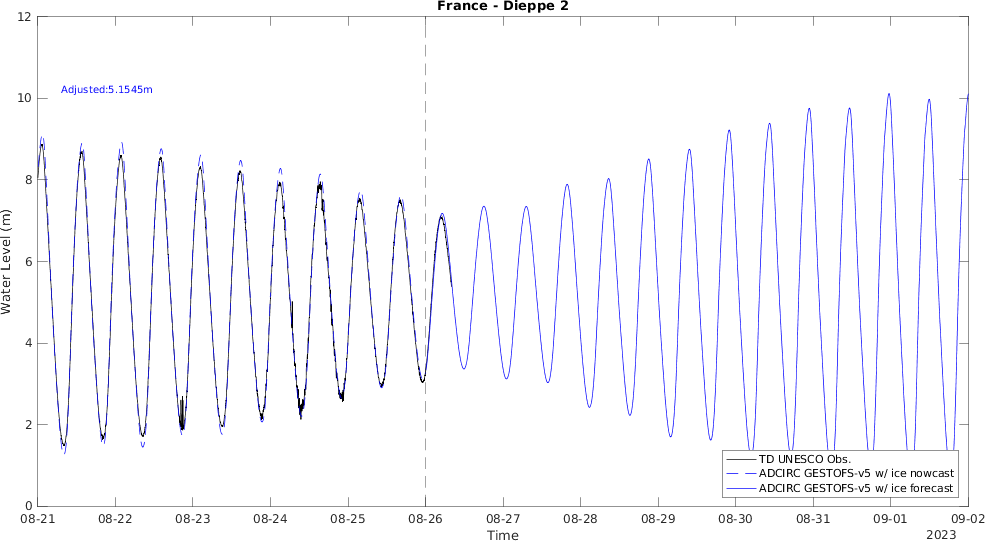 France - Dieppe 2
12
10
8
6
4
2
0
Water Level (m)
Adjusted:5.1545m
TD UNESCO Obs.
ADCIRC GESTOFS-v5 w/ ice nowcast
ADCIRC GESTOFS-v5 w/ ice forecast
08-21 08-22 08-23 08-24 08-25 08-26 08-27 08-28 08-29 08-30 08-31 09-01 09-02
Time
2023